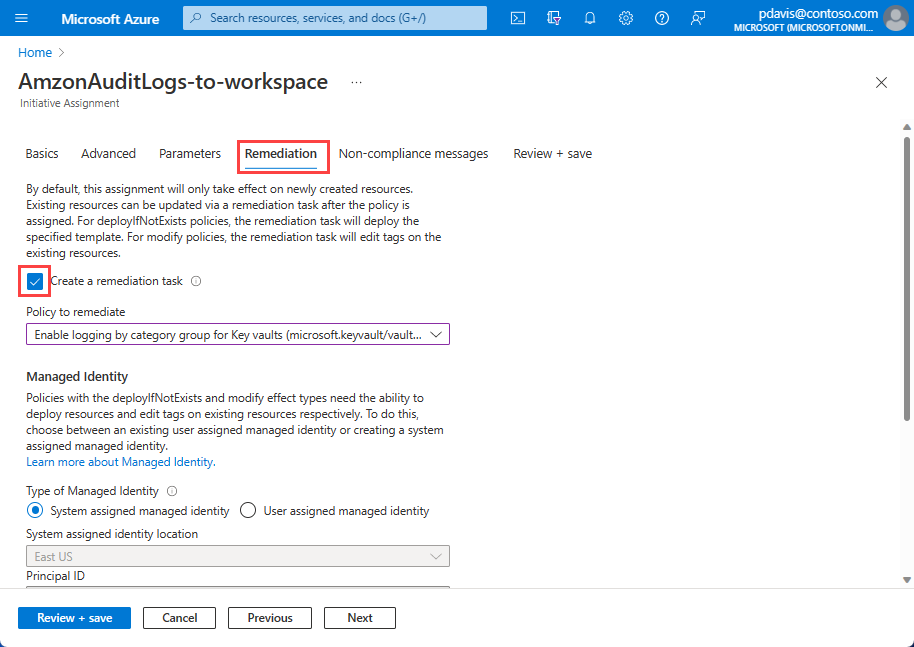 Microsoft Azure
Search resources, services, and docs (G+/)
pdavis@contoso.com
MICROSOFT (MICROSOFT.ONMI...
Home
AmzonAuditLogs-to-workspace
...
Initiative Assignment
Basics Advanced Parameters Remediation Non-compliance messages Review + save
By default, this assignment will only take effect on newly created resources.
Existing resources can be updated via a remediation task after the policy is
assigned. For deployIfNotExists policies, the remediation task will deploy the
specified template. For modify policies, the remediation task will edit tags on the
existing resources.
Create a remediation task
Policy to remediate
Enable logging by category group for Key vaults (microsoft.keyvault/vault...
Managed Identity
Policies with the deployIfNotExists and modify effect types need the ability to
deploy resources and edit tags on existing resources respectively. To do this,
choose between an existing user assigned managed identity or creating a system
assigned managed identity.
Learn more about Managed Identity.
Type of Managed Identity
System assigned managed identity User assigned managed identity
System assigned identity location
East US
Principal ID
Review + save Cancel Previous Next